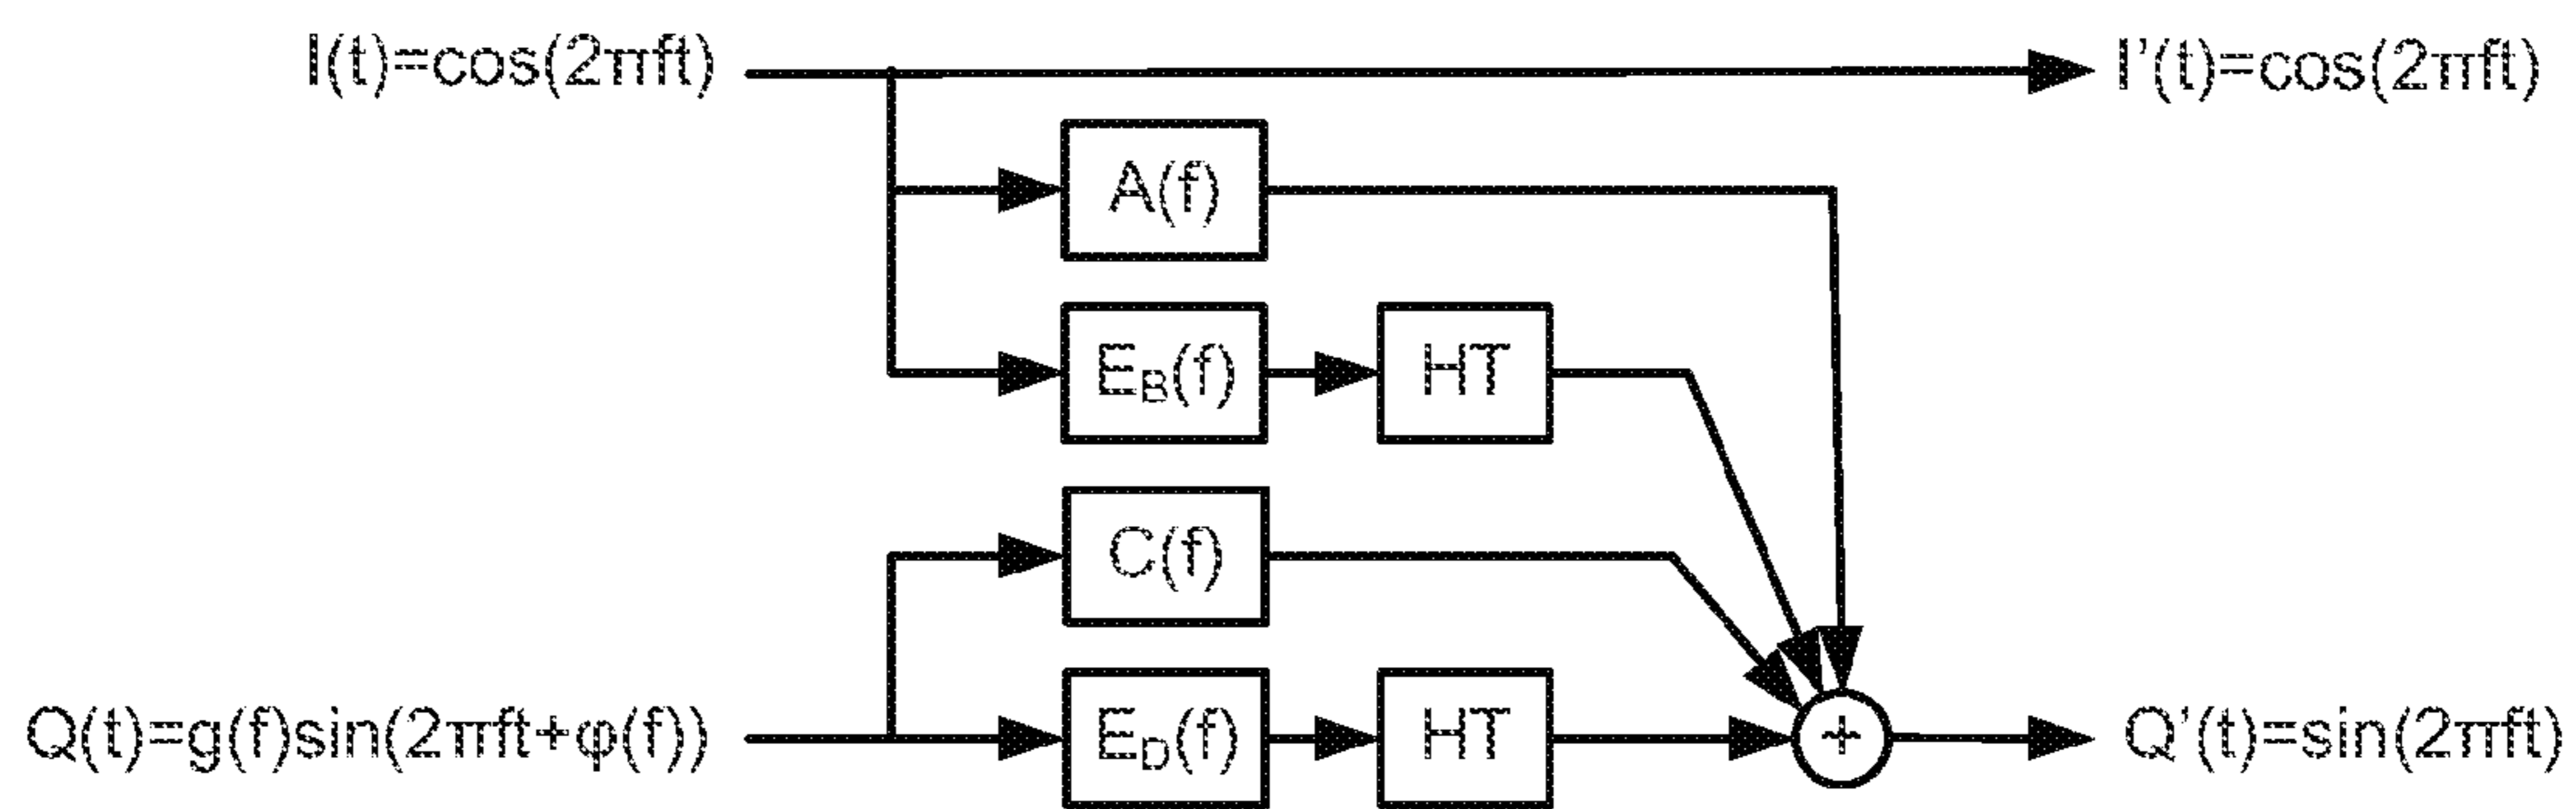 I(t)=cos(2πft)
I'(t)=cos(2πft)
A(f)
E_B(f)
HT
C(f)
Q(t)=g(f)sin(2πft+φ(f))
E_D(f)
HT
+
Q'(t)=sin(2πft)